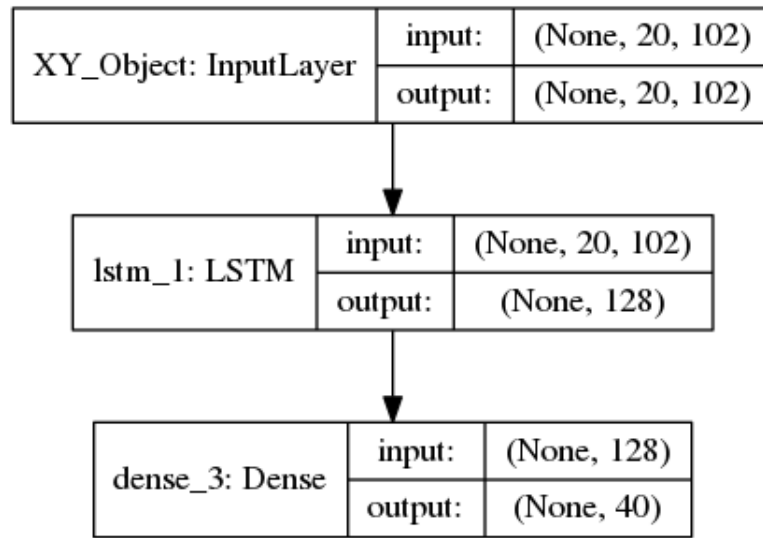 XY_Object: InputLayer
input: (None, 20, 102)
output: (None, 20, 102)
lstm_1: LSTM
input: (None, 20, 102)
output: (None, 128)
dense_3: Dense
input: (None, 128)
output: (None, 40)